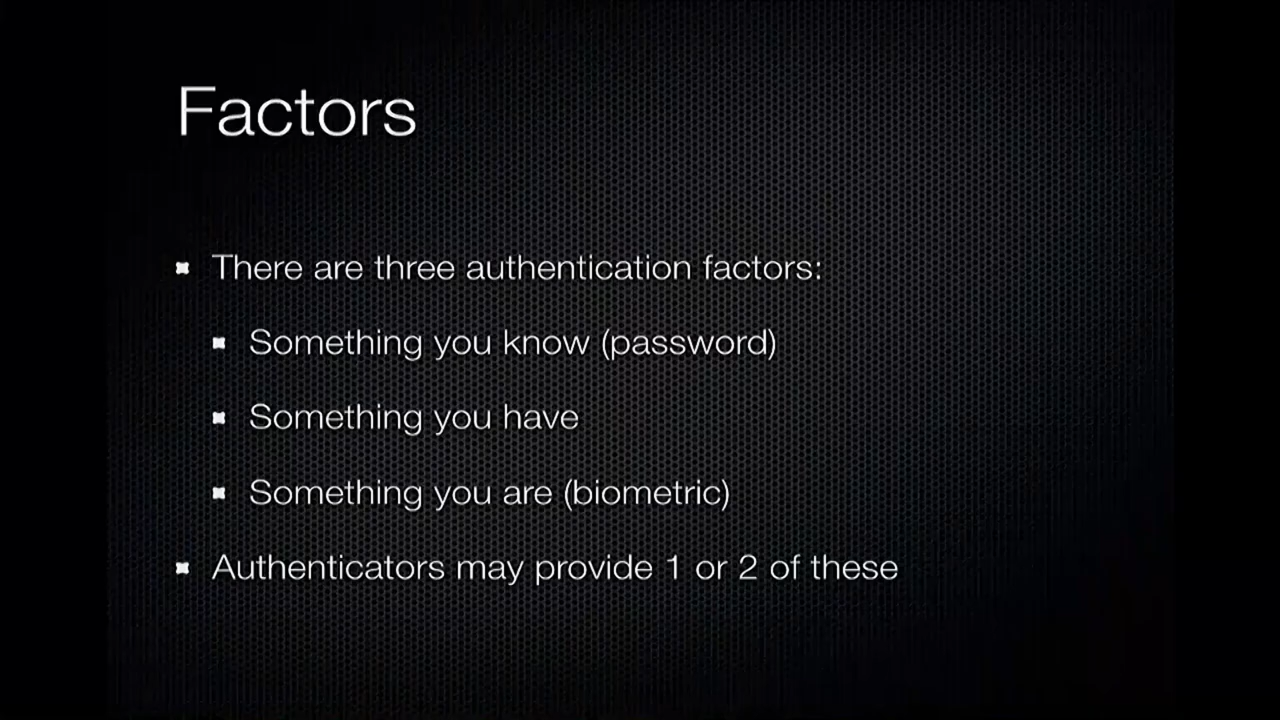 Factors
There are three authentication factors:
Something you know (password)
Something you have
Something you are (biometric)
Authenticators may provide 1 or 2 of these